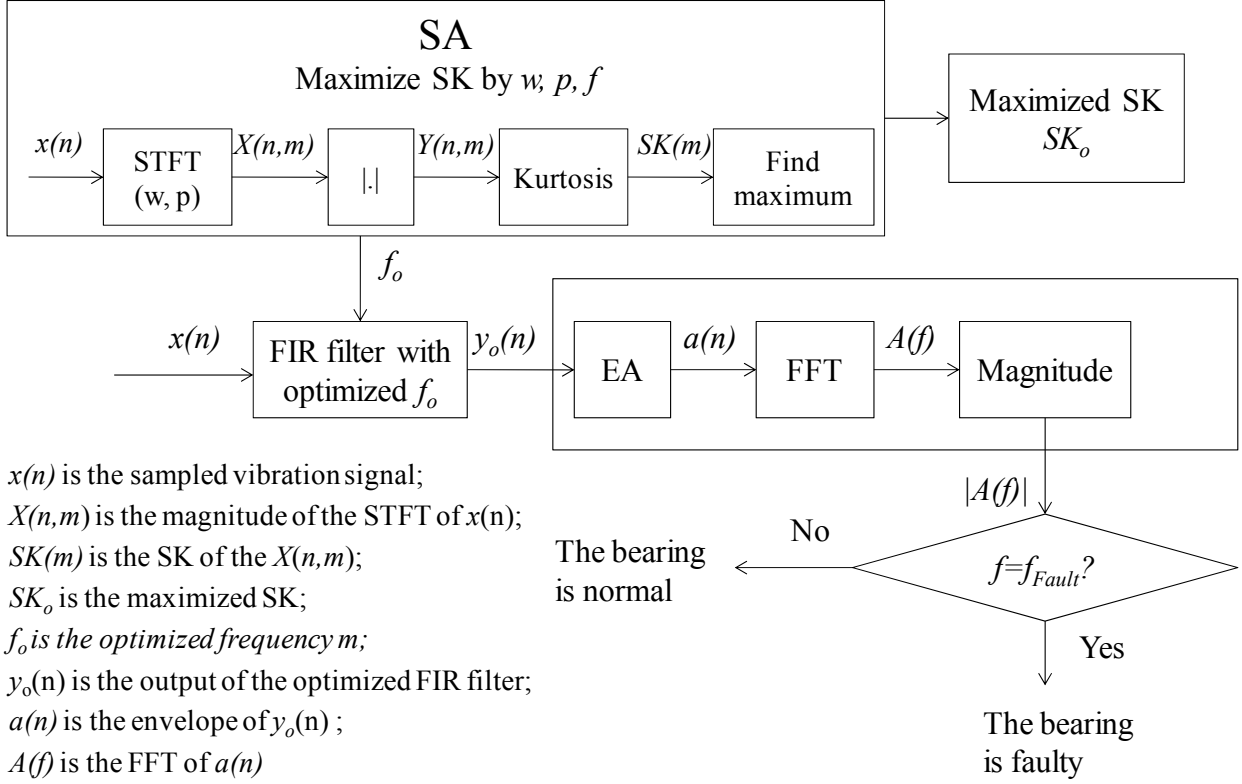 SA
Maximize SK by w, p, f
x(n)
STFT
(w, p)
X(n,m)
|.|
Y(n,m)
Kurtosis
SK(m)
Find
maximum
Maximized SK
SKo
fo
x(n)
FIR filter with
optimized fo
yo(n)
EA
a(n)
FFT
A(f)
Magnitude
|A(f)|
f=fFault?
No
The bearing
is normal
Yes
The bearing
is faulty
x(n) is the sampled vibration signal;
X(n,m) is the magnitude of the STFT of x(n);
SK(m) is the SK of the X(n,m);
SKo is the maximized SK;
fo is the optimized frequency m;
yo(n) is the output of the optimized FIR filter;
a(n) is the envelope of yo(n) ;
A(f) is the FFT of a(n)